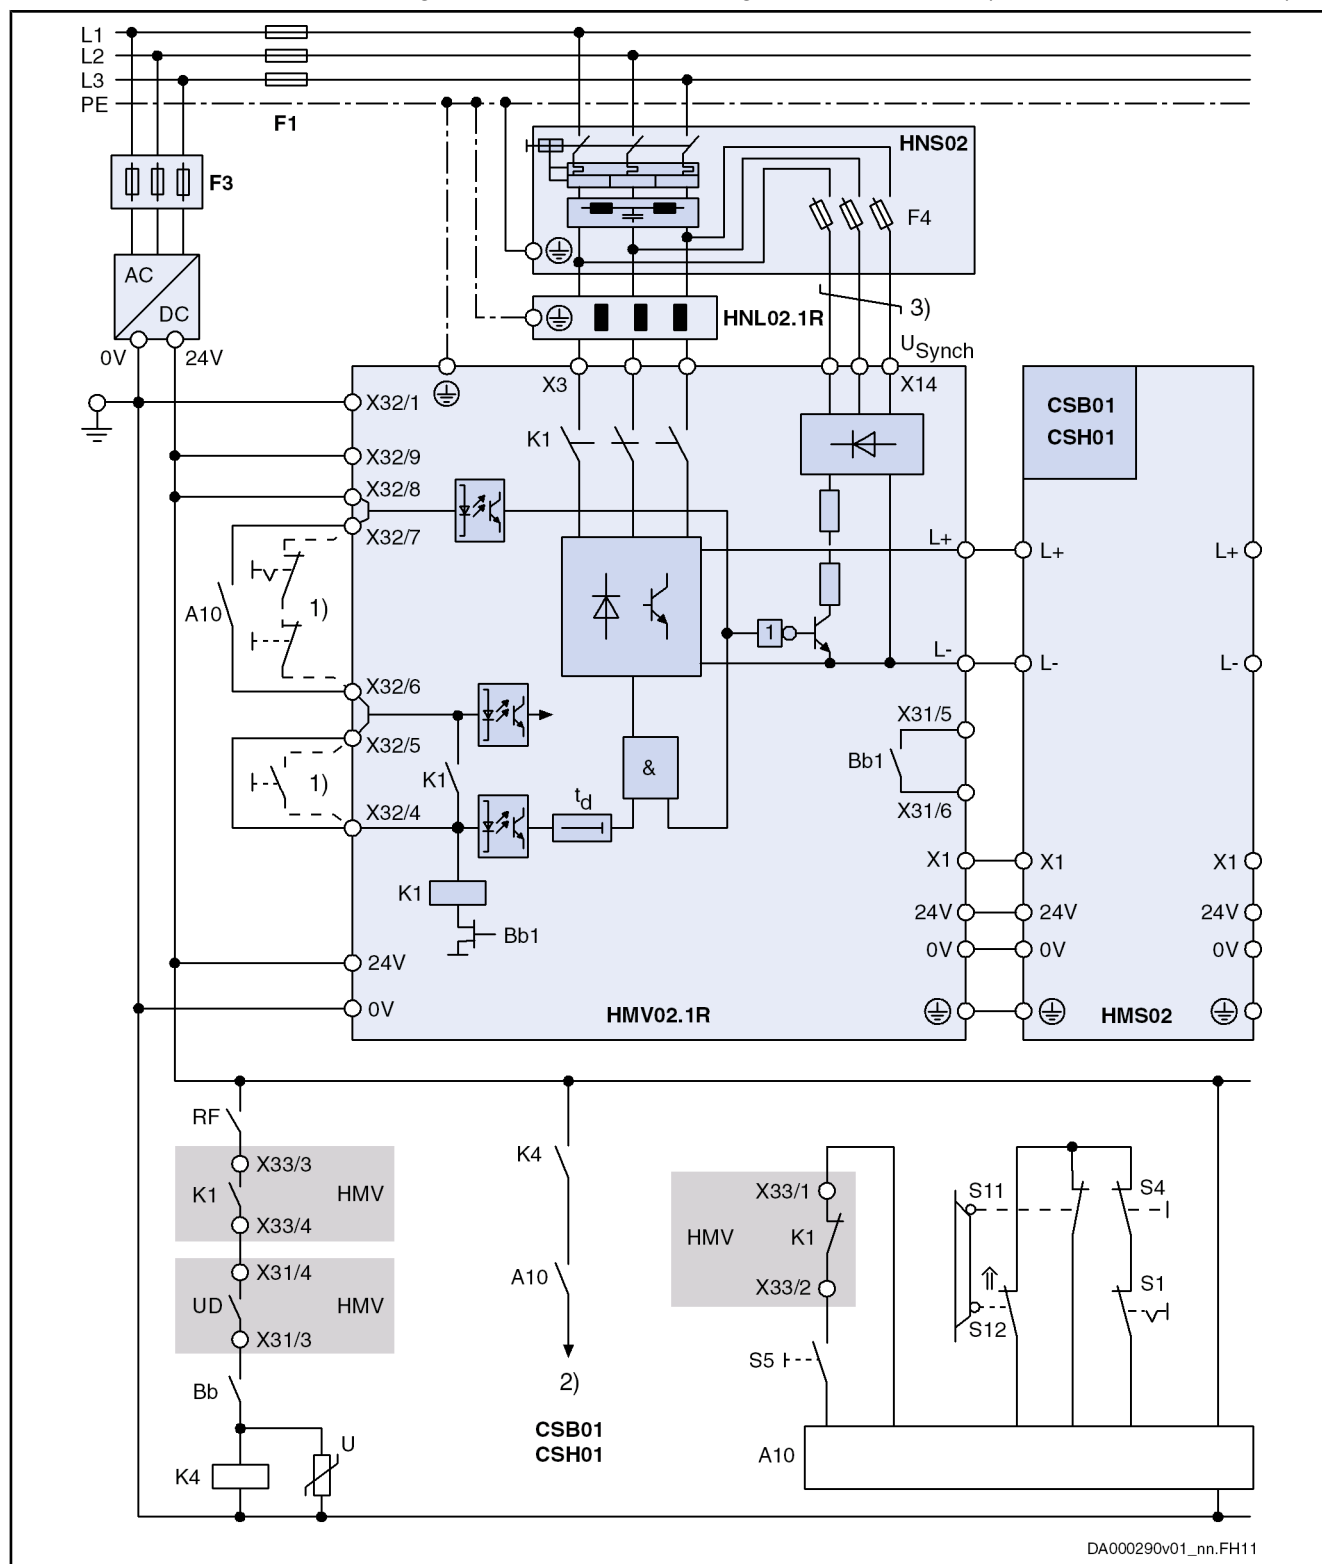 L1
L2
L3
PE
F1
HNS02
F3
F4
AC
DC
3)
HNL02.1R
0V
24V
USynch
X3
X14
X32/1
CSB01
CSH01
K1
X32/9
X32/8
X32/7
L+
L+
L+
A10
1)
1
L-
L-
L-
X32/6
X31/5
X32/5
Bb1
K1
&
1)
td
X32/4
X31/6
X1
X1
X1
K1
24V
24V
24V
Bb1
0V
0V
0V
24V
0V
HMV02.1R
HMS02
RF
K4
X33/3
K1
HMV
X33/4
X33/1
S11
S4
HMV
K1
X31/4
A10
X33/2
UD
HMV
S1
X31/3
S12
S5
2)
Bb
CSB01
CSH01
U
A10
K4
DA000290v01_nn.FH11